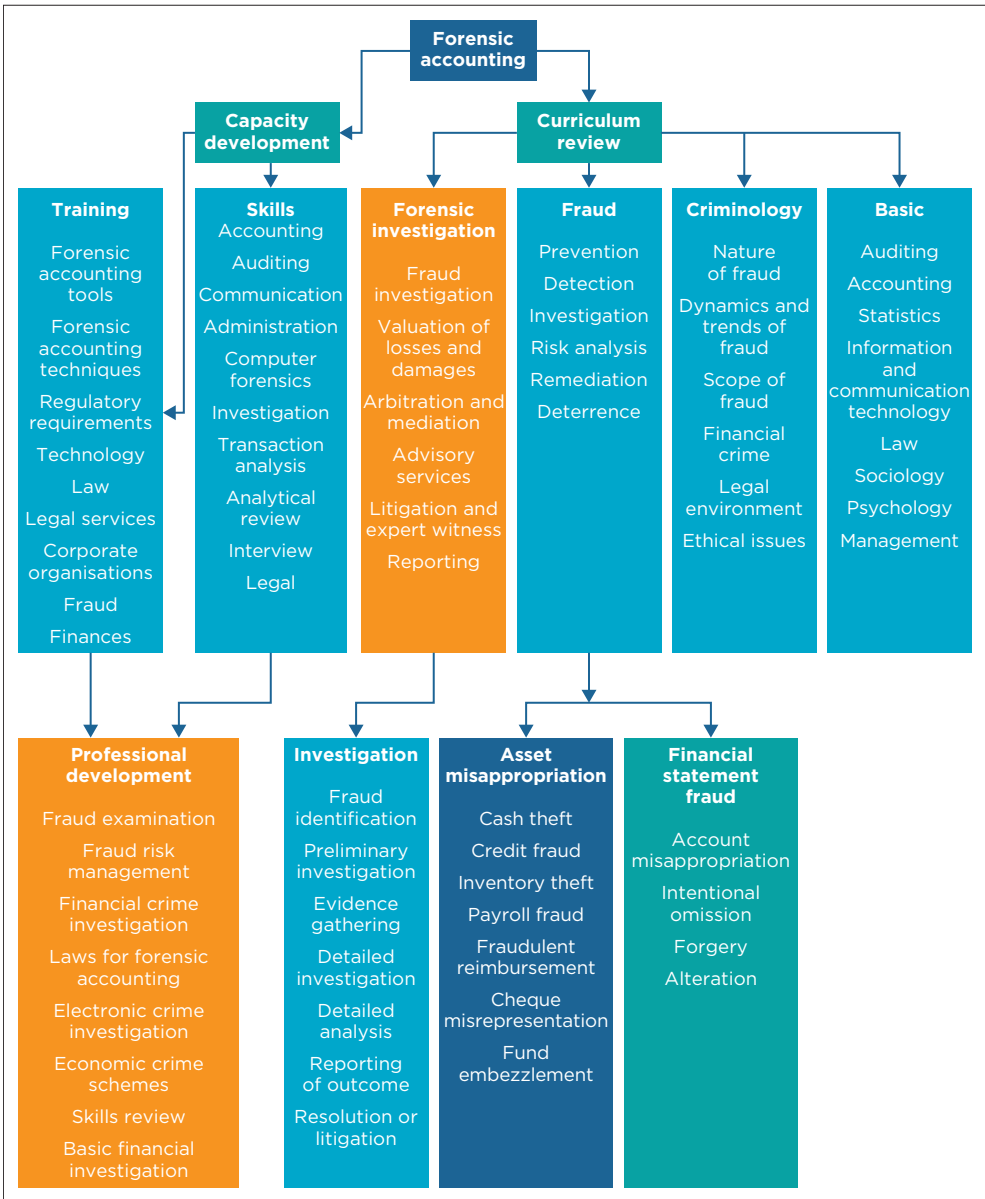 Forensic
accounting
Capacity
development
Curriculum
review
Training
Forensic
accounting
tools
Forensic
accounting
techniques
Regulatory
requirements
Technology
Law
Legal services
Corporate
organisations
Fraud
Finances
Skills
Accounting
Auditing
Communication
Administration
Computer
forensics
Investigation
Transaction
analysis
Analytical
review
Interview
Legal
Forensic
investigation
Fraud
investigation
Valuation of
losses and
damages
Arbitration and
mediation
Advisory
services
Litigation and
expert witness
Reporting
Fraud
Prevention
Detection
Investigation
Risk analysis
Remediation
Deterrence
Criminology
Nature
of fraud
Dynamics and
trends of
fraud
Scope of
fraud
Financial
crime
Legal
environment
Ethical issues
Basic
Auditing
Accounting
Statistics
Information
and
communication
technology
Law
Sociology
Psychology
Management
Professional
development
Fraud examination
Fraud risk
management
Financial crime
investigation
Laws for forensic
accounting
Electronic crime
investigation
Economic crime
schemes
Skills review
Basic financial
investigation
Investigation
Fraud
identification
Preliminary
investigation
Evidence
gathering
Detailed
investigation
Detailed
analysis
Reporting
of outcome
Resolution or
litigation
Asset
misappropriation
Cash theft
Credit fraud
Inventory theft
Payroll fraud
Fraudulent
reimbursement
Cheque
misrepresentation
Fund
embezzlement
Financial
statement
fraud
Account
misappropriation
Intentional
omission
Forgery
Alteration